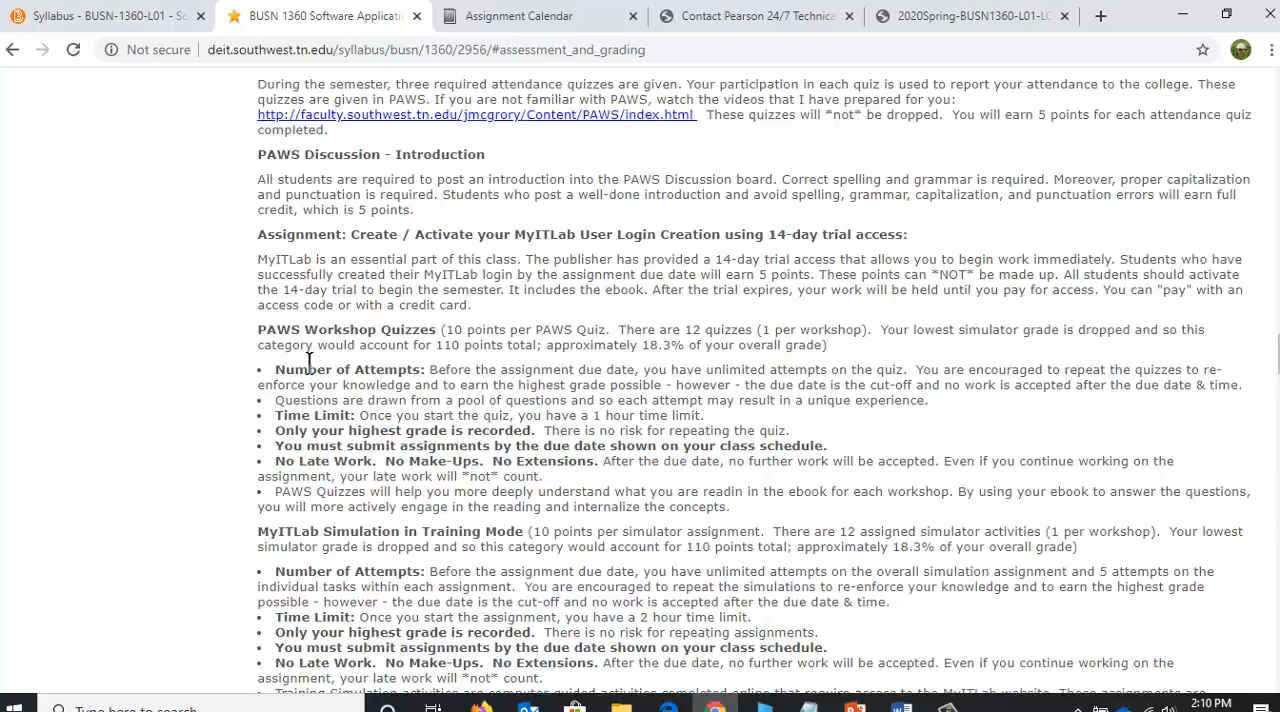 Syllabus - BUSN-1360-L01 - So
BUSN 1360 Software Applicati
Assignment Calendar
Contact Pearson 24/7 Technica
2020Spring-BUSN1360-L01-LC
Not secure
deit.southwest.tn.edu/syllabus/busn/1360/2956/#assessment_and_grading
During the semester, three required attendance quizzes are given. Your participation in each quiz is used to report your attendance to the college. These
quizzes are given in PAWS. If you are not familiar with PAWS, watch the videos that I have prepared for you:
http://faculty.southwest.tn.edu/jmcgrory/Content/PAWS/index.html These quizzes will *not* be dropped. You will earn 5 points for each attendance quiz
completed.
PAWS Discussion - Introduction
All students are required to post an introduction into the PAWS Discussion board. Correct spelling and grammar is required. Moreover, proper capitalization
and punctuation is required. Students who post a well-done introduction and avoid spelling, grammar, capitalization, and punctuation errors will earn full
credit, which is 5 points.
Assignment: Create / Activate your MyITLab User Login Creation using 14-day trial access:
MyITLab is an essential part of this class. The publisher has provided a 14-day trial access that allows you to begin work immediately. Students who have
successfully created their MyITLab login by the assignment due date will earn 5 points. These points can *NOT* be made up. All students should activate
the 14-day trial to begin the semester. It includes the ebook. After the trial expires, your work will be held until you pay for access. You can "pay" with an
access code or with a credit card.
PAWS Workshop Quizzes (10 points per PAWS Quiz. There are 12 quizzes (1 per workshop). Your lowest simulator grade is dropped and so this
category would account for 110 points total; approximately 18.3% of your overall grade)
• Number of Attempts: Before the assignment due date, you have unlimited attempts on the quiz. You are encouraged to repeat the quizzes to re-
enforce your knowledge and to earn the highest grade possible - however - the due date is the cut-off and no work is accepted after the due date & time.
• Questions are drawn from a pool of questions and so each attempt may result in a unique experience.
• Time Limit: Once you start the quiz, you have a 1 hour time limit.
• Only your highest grade is recorded. There is no risk for repeating the quiz.
• You must submit assignments by the due date shown on your class schedule.
• No Late Work. No Make-Ups. No Extensions. After the due date, no further work will be accepted. Even if you continue working on the
assignment, your late work will *not* count.
• PAWS Quizzes will help you more deeply understand what you are readin in the ebook for each workshop. By using your ebook to answer the questions,
you will more actively engage in the reading and internalize the concepts.
MyITLab Simulation in Training Mode (10 points per simulator assignment. There are 12 assigned simulator activities (1 per workshop). Your lowest
simulator grade is dropped and so this category would account for 110 points total; approximately 18.3% of your overall grade)
• Number of Attempts: Before the assignment due date, you have unlimited attempts on the overall simulation assignment and 5 attempts on the
individual tasks within each assignment. You are encouraged to repeat the simulations to re-enforce your knowledge and to earn the highest grade
possible - however - the due date is the cut-off and no work is accepted after the due date & time.
• Time Limit: Once you start the assignment, you have a 2 hour time limit.
• Only your highest grade is recorded. There is no risk for repeating assignments.
• You must submit assignments by the due date shown on your class schedule.
• No Late Work. No Make-Ups. No Extensions. After the due date, no further work will be accepted. Even if you continue working on the
assignment, your late work will *not* count.
• Training Simulation activities are computer guided activities completed online that require access to the MyITLab website. These assignments are
Type here to search
2:10 PM